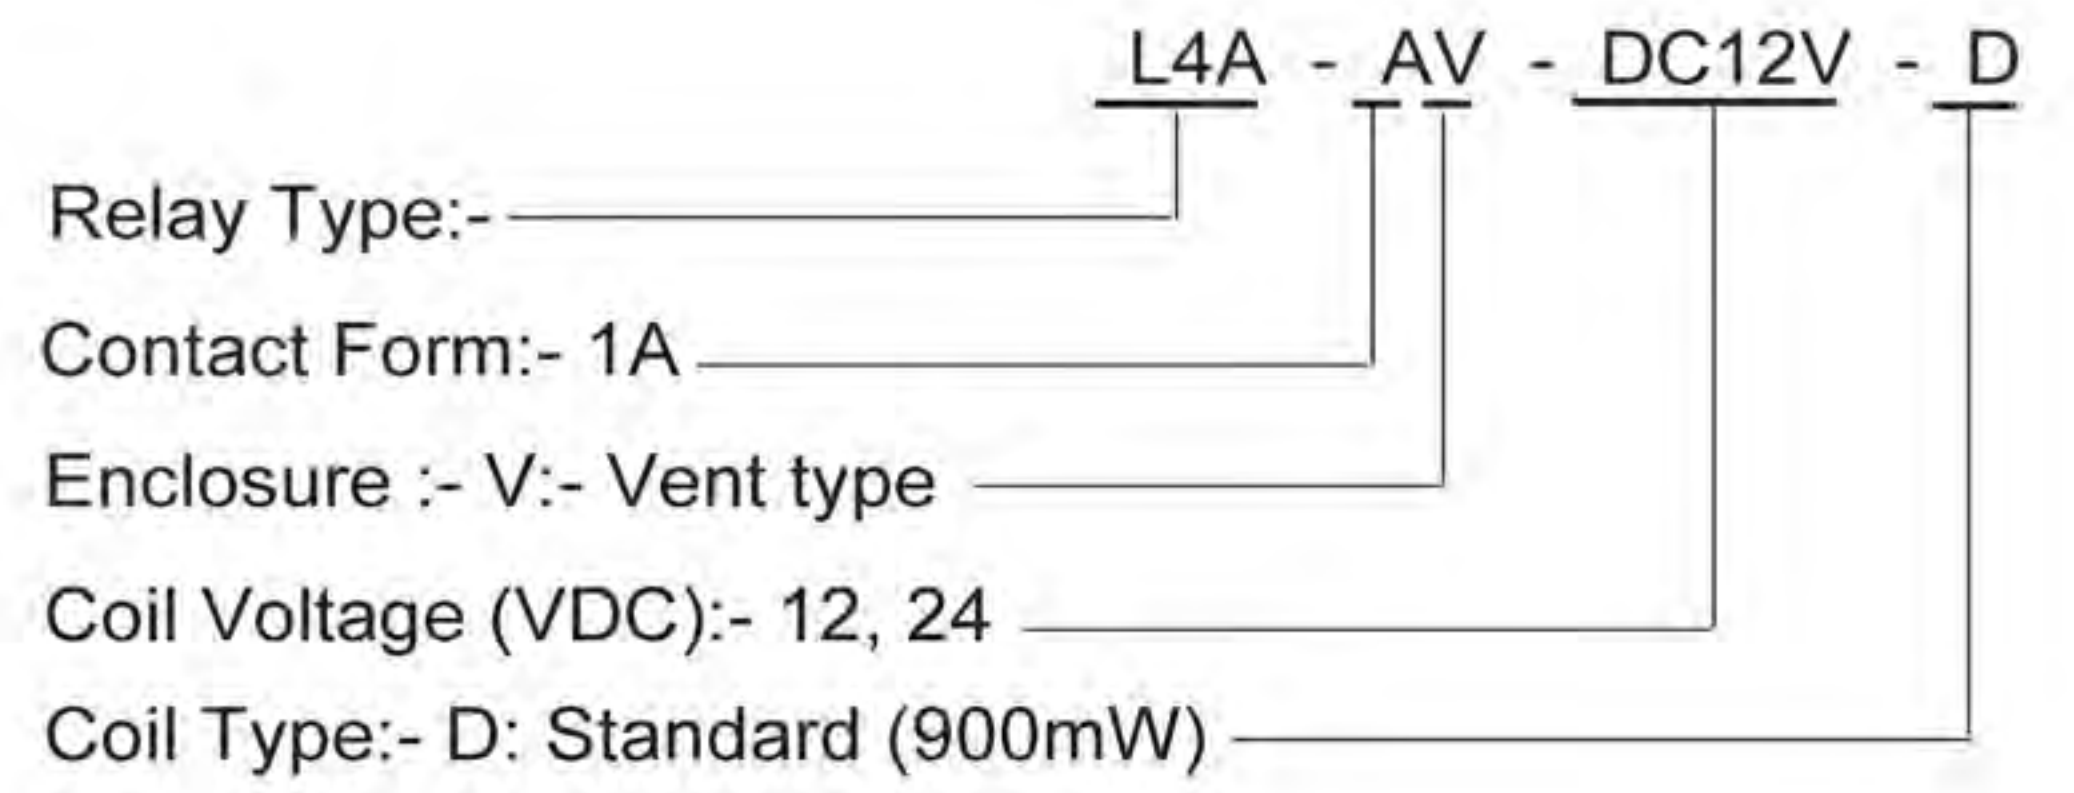 L4A - AV - DC12V - D
Relay Type:-
Contact Form:- 1A
Enclosure :- V:- Vent type
Coil Voltage (VDC):- 12, 24
Coil Type:- D: Standard (900mW)